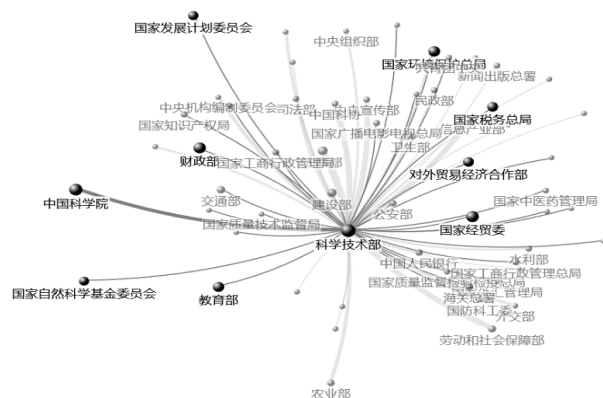 国家发展计划委员会
中央组织部
国家环境保护总局
新闻出版总署
中央机构编制委员会
司法部
中央宣传部
民政部
中国科协
国家税务总局
国家知识产权局
国家广播电影电视总局
信息产业部
卫生部
财政部
国家工商行政管理局
对外贸易经济合作部
中国科学院
交通部
建设部
公安部
国家中医药管理局
国家质量技术监督局
国家经贸委
科学技术部
中国人民银行
水利部
国家工商行政管理总局
国家自然科学基金委员会
教育部
国家质量监督检验检疫总局
海关总署
国防科工委
外交部
劳动和社会保障部
农业部